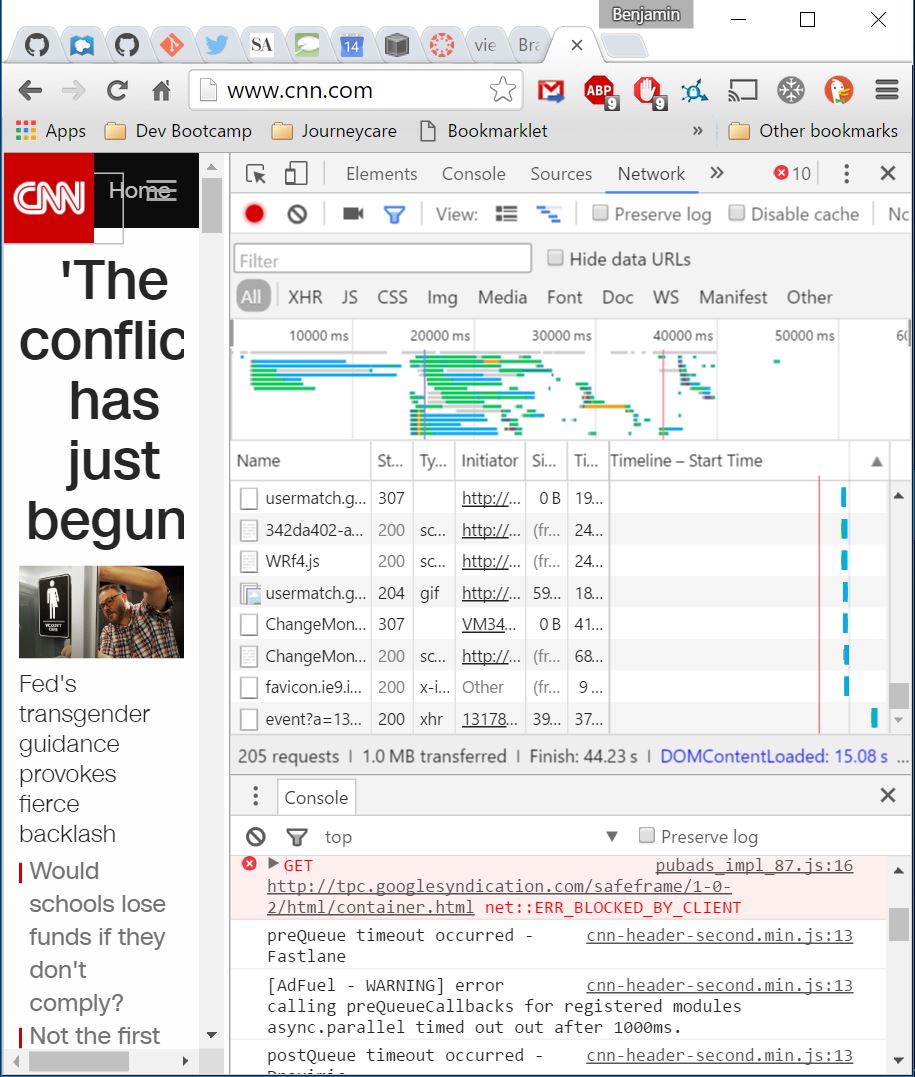 Benjamin
SA
14
vie
Bra
www.cnn.com
ABP
9
9
Apps
Dev Bootcamp
Journeycare
Bookmarklet
»
Other bookmarks
CNN
Home
'The
conflic
has
just
begun
Fed's
transgender
guidance
provokes
fierce
backlash
Would
schools lose
funds if they
don't
comply?
Not the first
Elements Console Sources Network » 10
View: Preserve log Disable cache Nc
Filter Hide data URLs
All XHR JS CSS Img Media Font Doc WS Manifest Other
10000 ms 20000 ms 30000 ms 40000 ms 50000 ms 6(
Name St... Ty... Initiator Si... Ti... Timeline – Start Time
usermatch.g... 307 http://... 0 B 19...
342da402-a... 200 sc... http://... (fr... 24...
WRf4.js 200 sc... http://... (fr... 24...
usermatch.g... 204 gif http://... 59... 18...
ChangeMon... 307 VM34... 0 B 41...
ChangeMon... 200 sc... http://... (fr... 68...
favicon.ie9.i... 200 x-i... Other (fr... 9 ...
event?a=13... 200 xhr 13178... 39... 37...
205 requests | 1.0 MB transferred | Finish: 44.23 s | DOMContentLoaded: 15.08 s ...
Console
top Preserve log
GET pubads_impl_87.js:16
http://tpc.googlesyndication.com/safeframe/1-0-
2/html/container.html net::ERR_BLOCKED_BY_CLIENT
preQueue timeout occurred - cnn-header-second.min.js:13
Fastlane
[AdFuel - WARNING] error cnn-header-second.min.js:13
calling preQueueCallbacks for registered modules
async.parallel timed out out after 1000ms.
postQueue timeout occurred - cnn-header-second.min.js:13